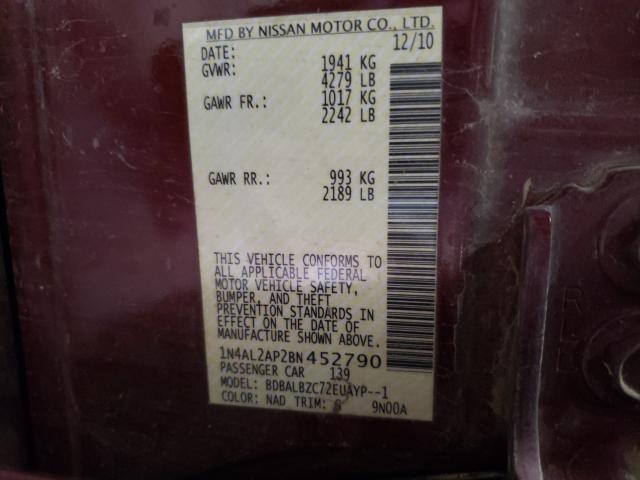 MFD BY NISSAN MOTOR CO., LTD.
DATE: 12/10
GVWR: 1941 KG
4279 LB
GAWR FR.: 1017 KG
2242 LB
GAWR RR.: 993 KG
2189 LB
THIS VEHICLE CONFORMS TO
ALL APPLICABLE FEDERAL
MOTOR VEHICLE SAFETY,
BUMPER, AND THEFT
PREVENTION STANDARDS IN
EFFECT ON THE DATE OF
MANUFACTURE SHOWN ABOVE.
1N4AL2AP2BN452790
PASSENGER CAR 139
MODEL: BDBALBZC72EUAYP--1
COLOR: NAD TRIM: 9N00A